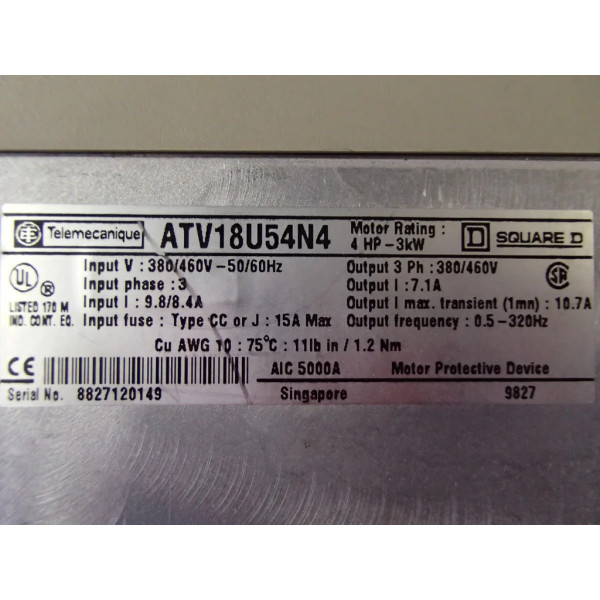 Telemecanique ATV18U54N4 Motor Rating : 4 HP - 3kW D SQUARE D
Input V : 380/460V - 50/60Hz Output 3 Ph : 380/460V
Input phase : 3 Output I : 7.1A
Input I : 9.8/8.4A Output I max. transient (1mn) : 10.7A
Input fuse : Type CC or J : 15A Max Output frequency : 0.5 - 320Hz
UL ®
LISTED 170 M
IND. CONT. EQ.
SA
Cu AWG 10 : 75°C : 11lb in / 1.2 Nm
CE AIC 5000A Motor Protective Device
Serial No. 8827120149 Singapore 9827